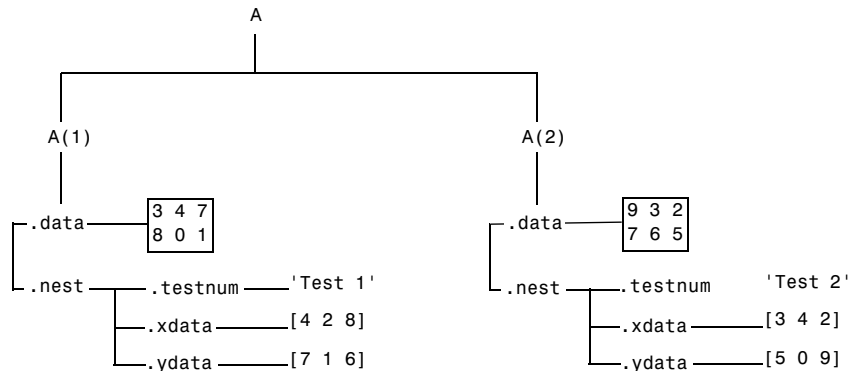 A
A(1) A(2)
.data 3 4 7 .data 9 3 2
8 0 1 7 6 5
.nest .testnum 'Test 1' .nest .testnum 'Test 2'
.xdata [4 2 8] .xdata [3 4 2]
.ydata [7 1 6] .ydata [5 0 9]